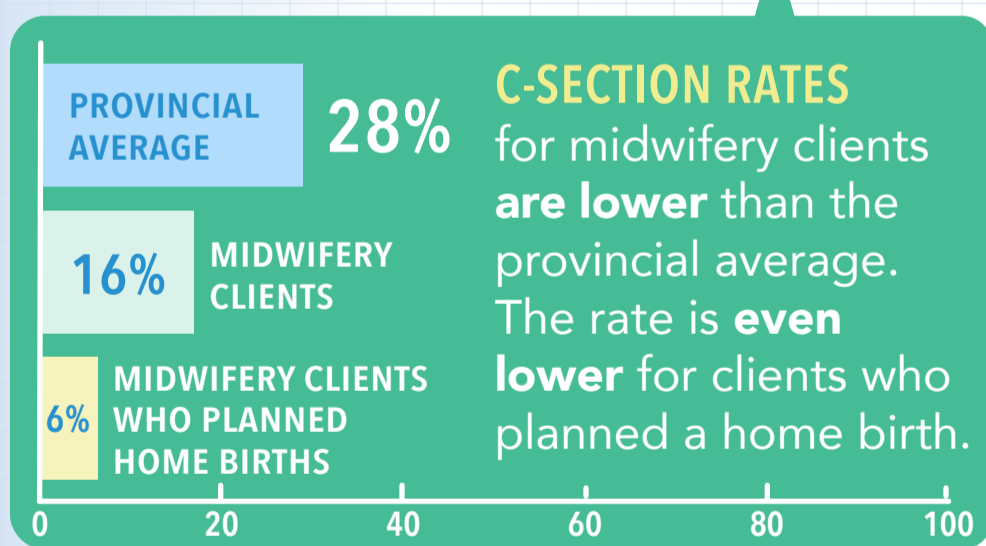 PROVINCIAL
AVERAGE
28%
16%
MIDWIFERY
CLIENTS
6%
MIDWIFERY CLIENTS
WHO PLANNED
HOME BIRTHS
0 20 40 60 80 100
C-SECTION RATES
for midwifery clients
are lower than the
provincial average.
The rate is even
lower for clients who
planned a home birth.